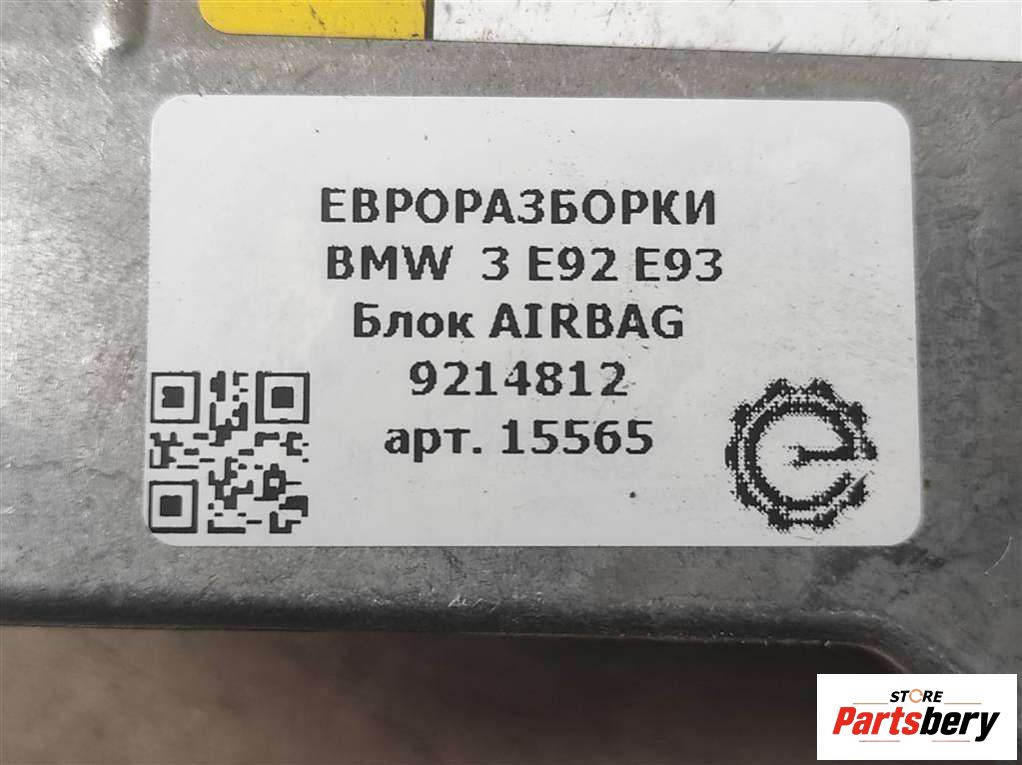 ЕВРОРАЗБОРКИ
BMW 3 E92 E93
Блок AIRBAG
9214812
арт. 15565
STORE
Partsbery